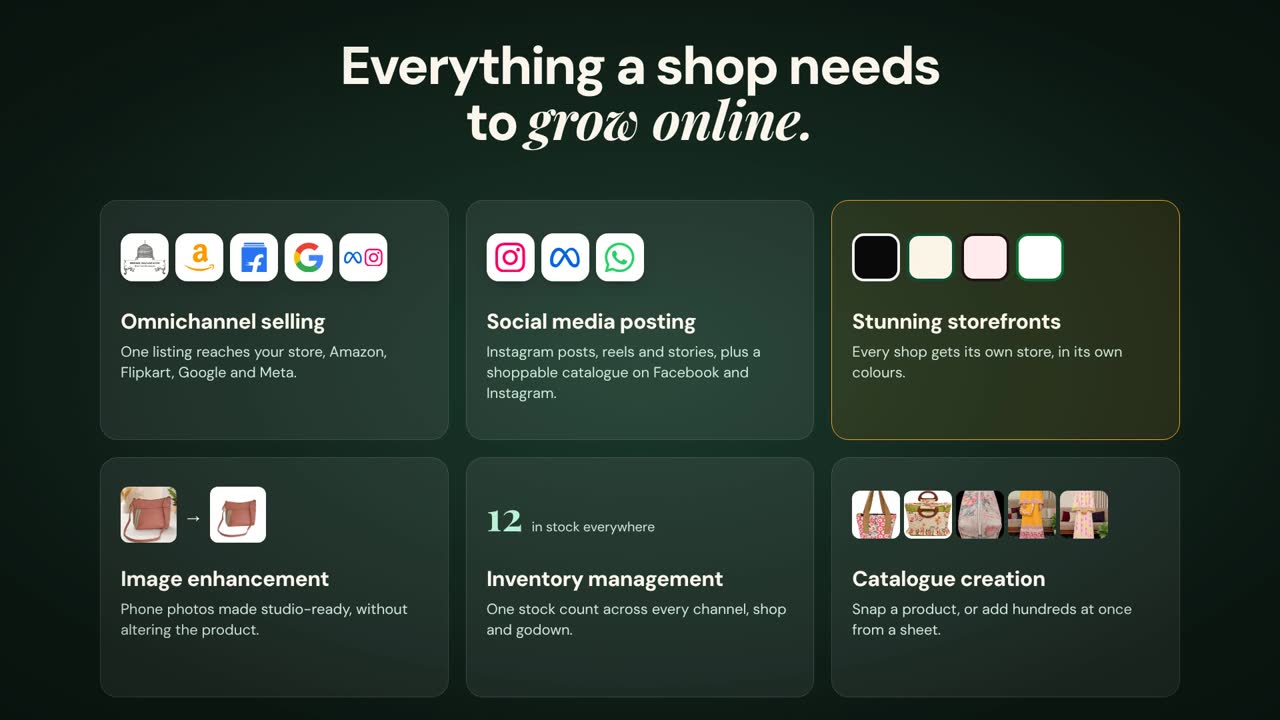 Everything a shop needs
to grow online.
Omnichannel selling
One listing reaches your store, Amazon,
Flipkart, Google and Meta.
Social media posting
Instagram posts, reels and stories, plus a
shoppable catalogue on Facebook and
Instagram.
Stunning storefronts
Every shop gets its own store, in its own
colours.
→
Image enhancement
Phone photos made studio-ready, without
altering the product.
12 in stock everywhere
Inventory management
One stock count across every channel, shop
and godown.
Catalogue creation
Snap a product, or add hundreds at once
from a sheet.